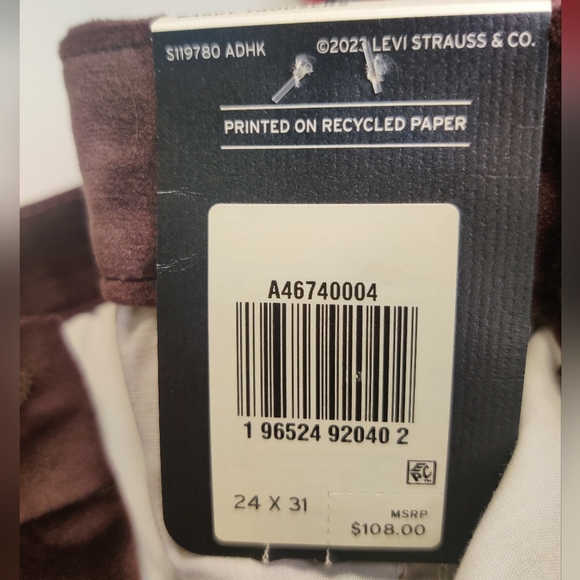 S119780 ADHK ©2023 LEVI STRAUSS & CO.
PRINTED ON RECYCLED PAPER
A46740004
1 96524 92040 2
24 X 31
MSRP
$108.00